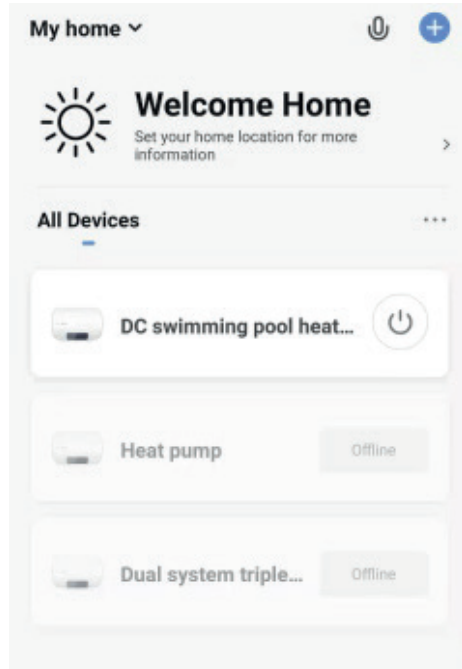 My home
Welcome Home
Set your home location for more
information
All Devices
DC swimming pool heat...
Heat pump
Offline
Dual system triple...
Offline